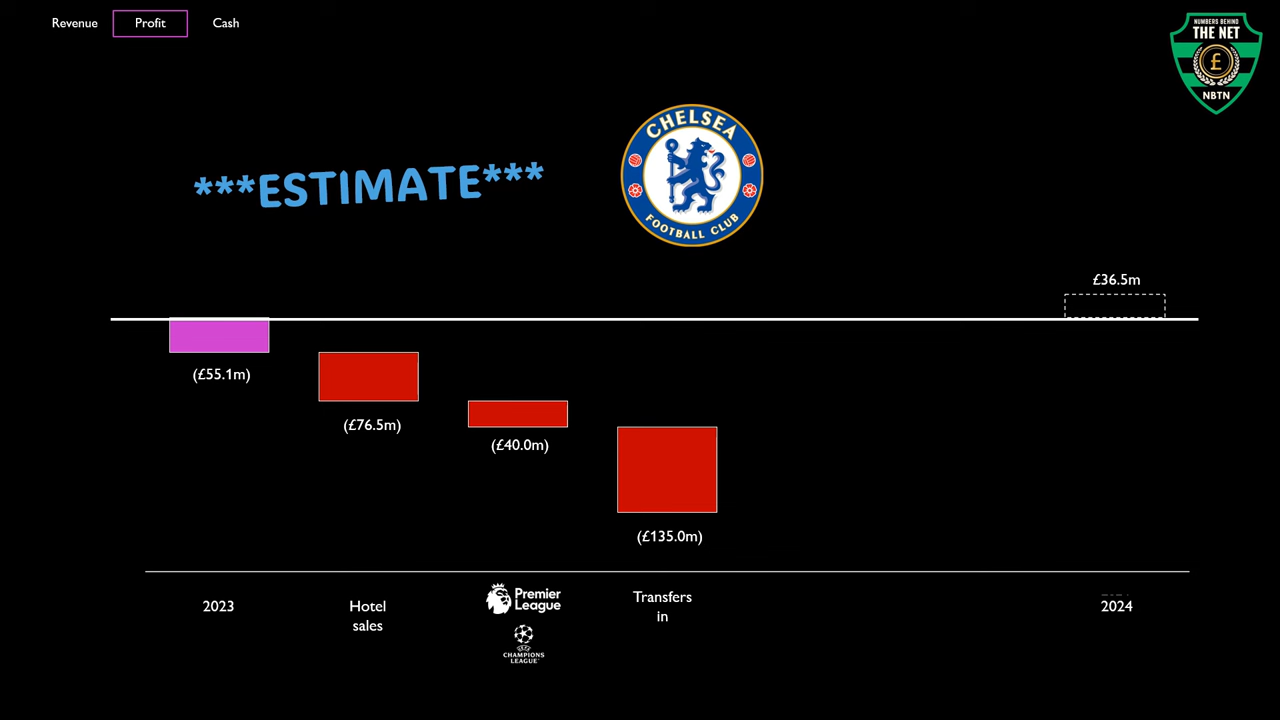 Revenue
Profit
Cash
NUMBERS BEHIND
THE NET
£
NBTN
CHELSEA
FOOTBALL CLUB
***ESTIMATE***
£36.5m
(£55.1m)
(£76.5m)
(£40.0m)
(£135.0m)
2023
Hotel
sales
Premier
League
UEFA
CHAMPIONS
LEAGUE
Transfers
in
2024